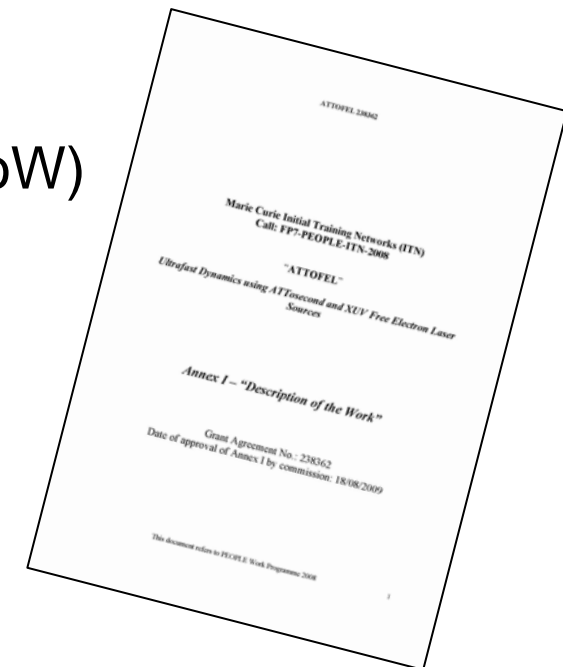 oW)
ATTOFEL 238362
Marie Curie Initial Training Networks (ITN)
Call: FP7-PEOPLE-ITN-2008
"ATTOFEL"
Ultrafast Dynamics using ATTosecond and XUV Free Electron Laser
Sources
Annex I – “Description of the Work”
Grant Agreement No.: 238362
Date of approval of Annex I by commission: 18/08/2009
This document refers to PEOPLE Work Programme 2008
1